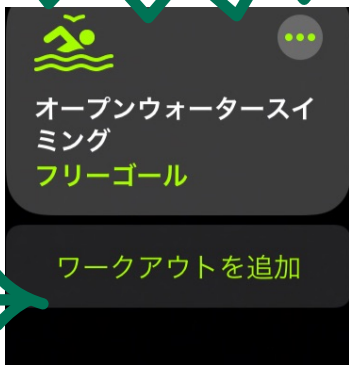 オープンウォータースイ
ミング
フリーゴール
ワークアウトを追加